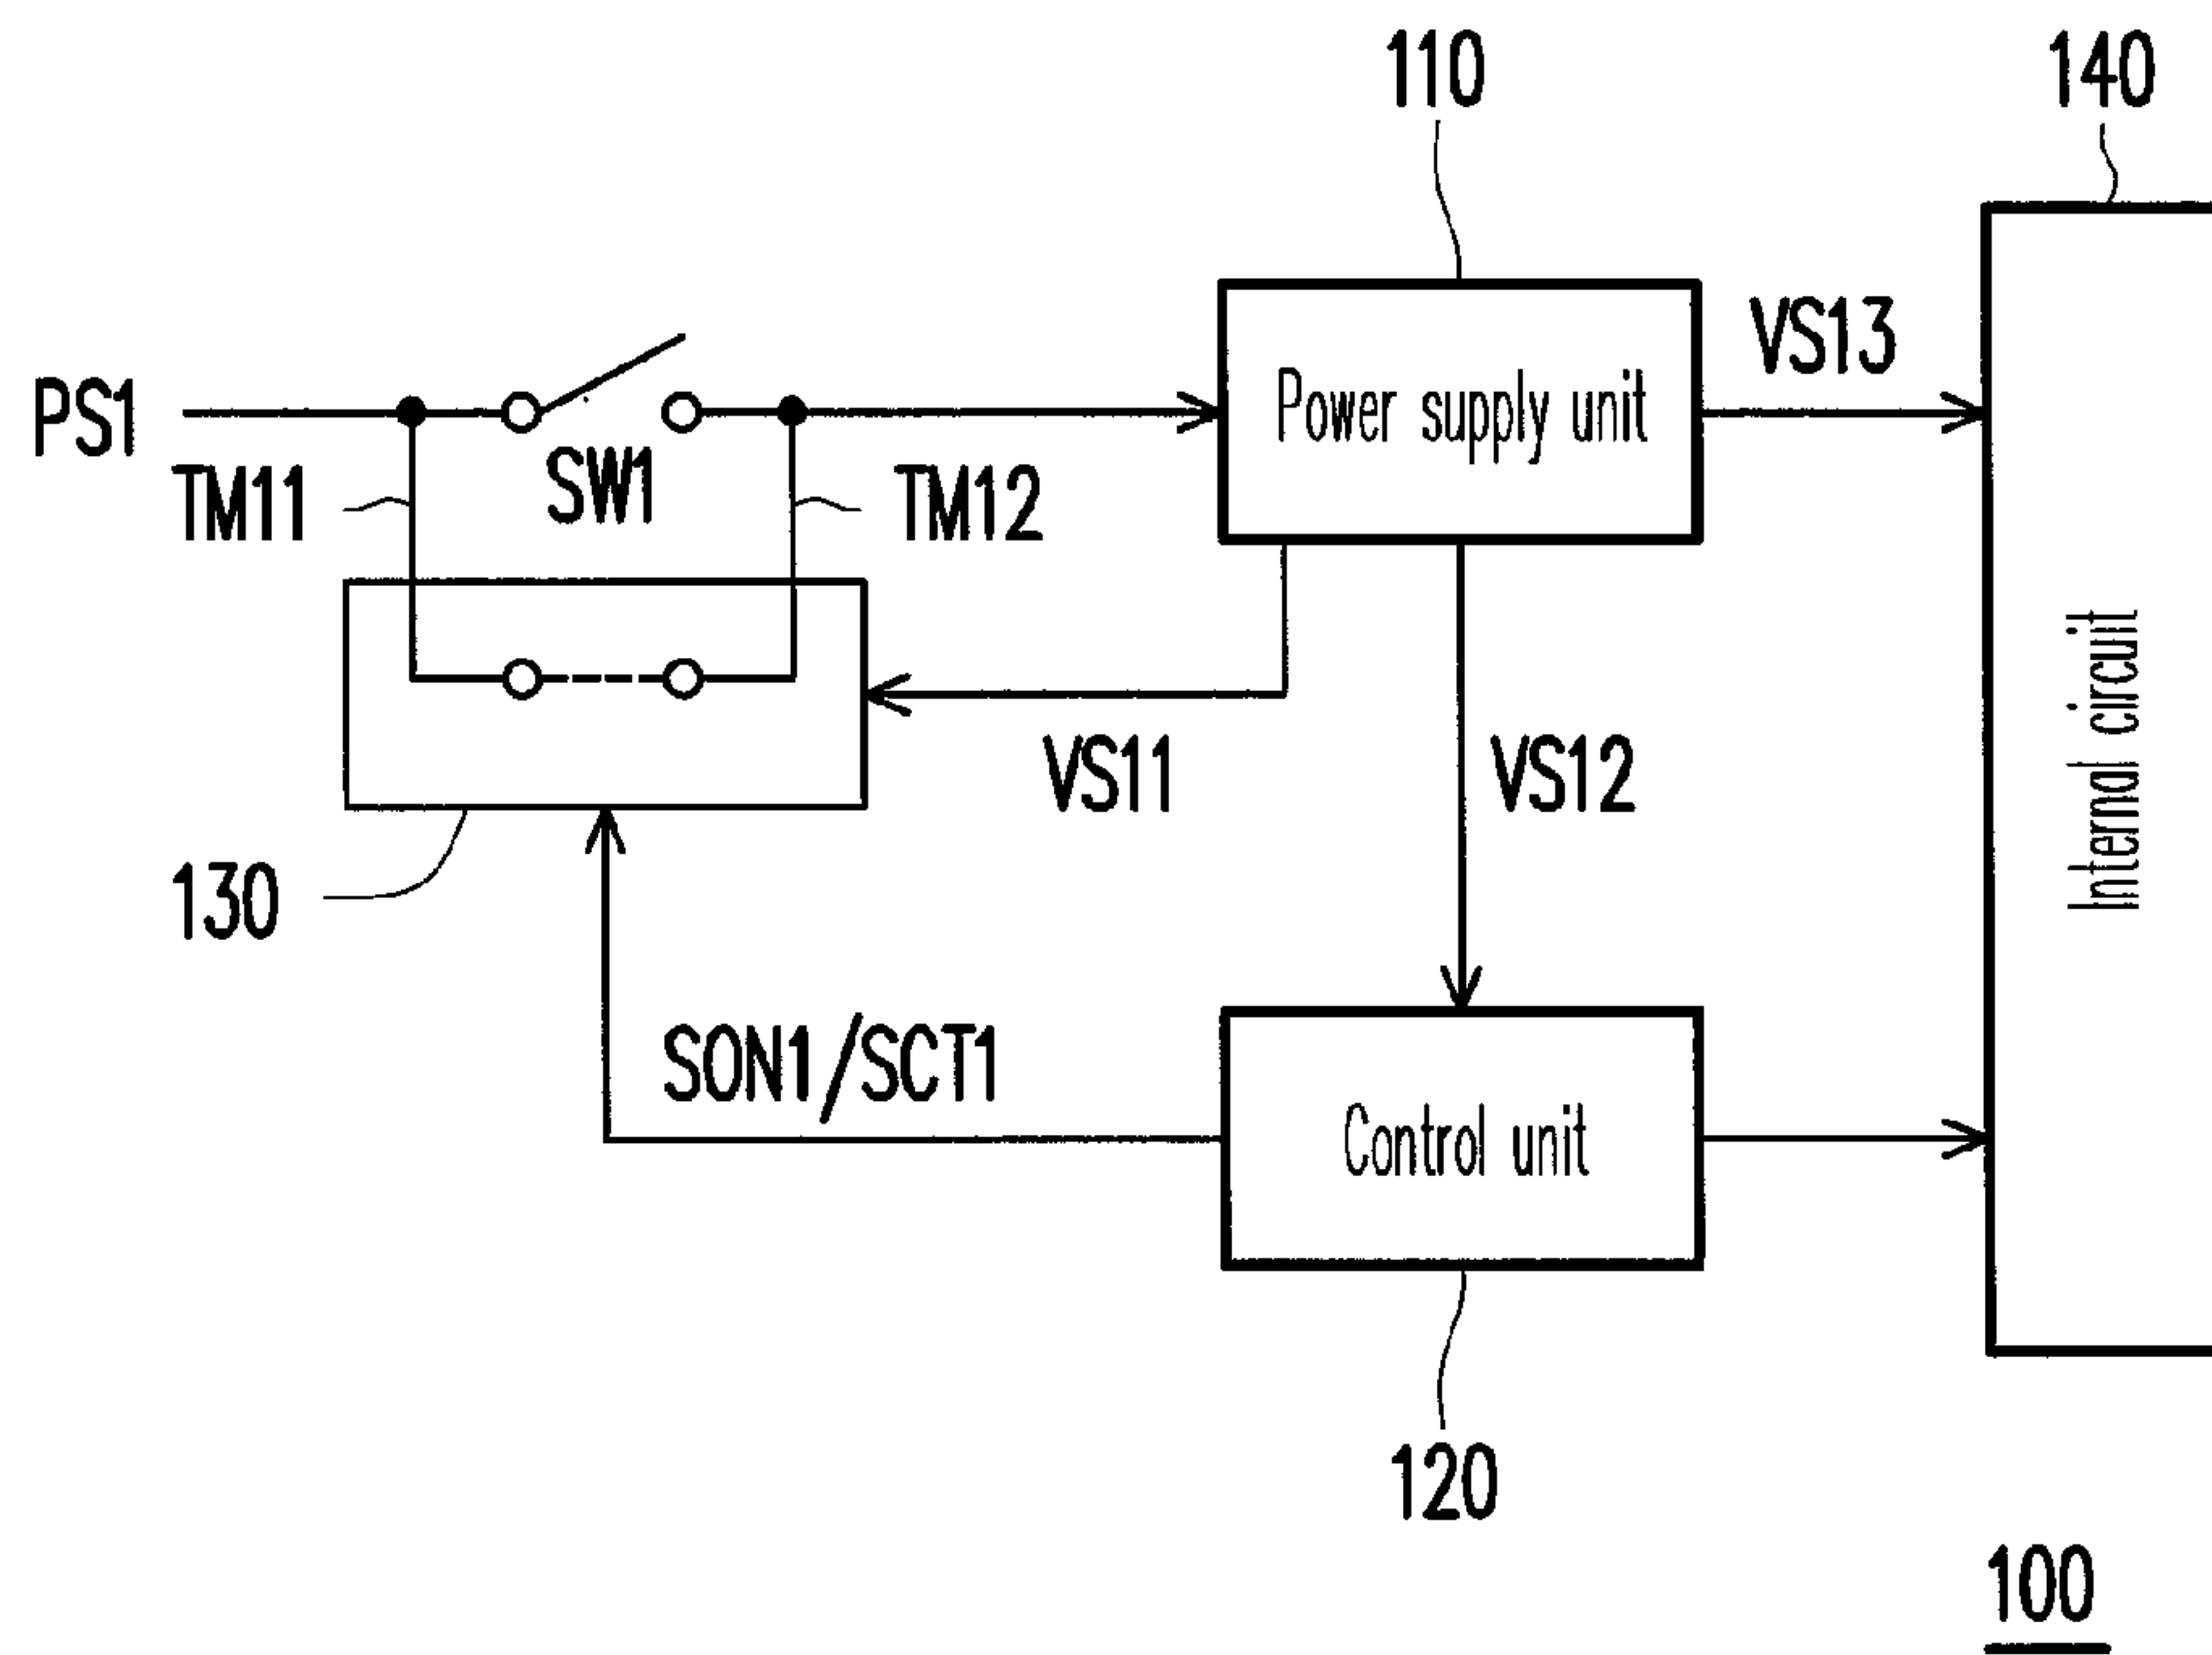 110
140
VS13
PS1
Power supply unit
SW1
TM11
TM12
Internal circuit
VS11
VS12
130
SON1/SCT1
Control unit
120
100